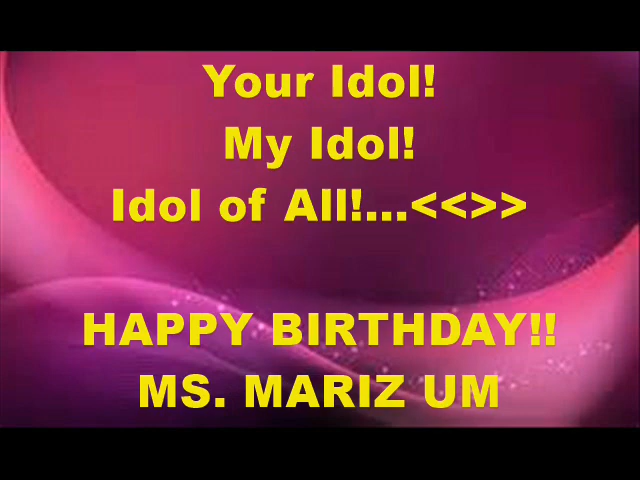 Your Idol!
My Idol!
Idol of All!...<<>>
HAPPY BIRTHDAY!!
MS. MARIZ UM